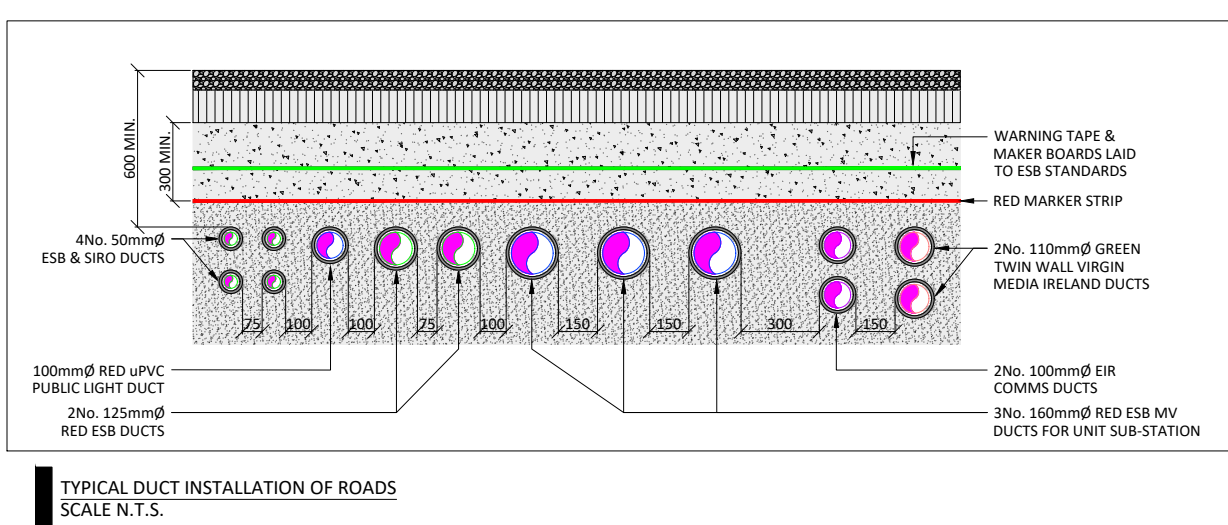 600 MIN.
300 MIN.
WARNING TAPE &
MAKER BOARDS LAID
TO ESB STANDARDS
RED MARKER STRIP
4No. 50mmØ
ESB & SIRO DUCTS
2No. 110mmØ GREEN
TWIN WALL VIRGIN
MEDIA IRELAND DUCTS
75
100
100
75
100
150
150
300
150
100mmØ RED uPVC
PUBLIC LIGHT DUCT
2No. 125mmØ
RED ESB DUCTS
2No. 100mmØ EIR
COMMS DUCTS
3No. 160mmØ RED ESB MV
DUCTS FOR UNIT SUB-STATION
TYPICAL DUCT INSTALLATION OF ROADS
SCALE N.T.S.